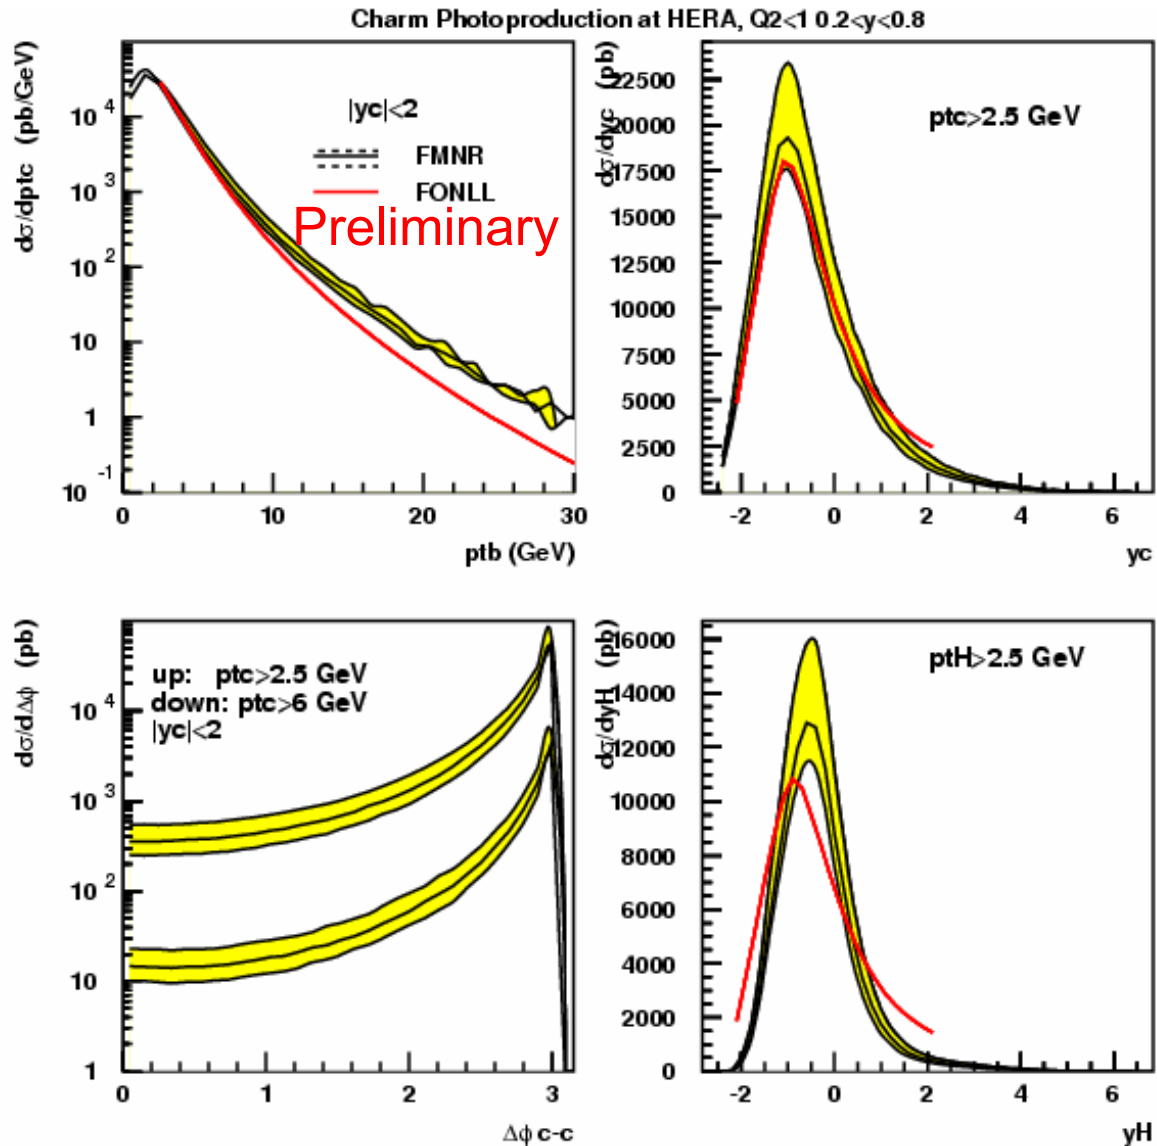 Charm Photoproduction at HERA, Q2<1 0.2<y<0.8
dσ/dptc (pb/GeV)
|yc|<2
FMNR
FONLL
Preliminary
10^4
10^3
10^2
10
1
10^-1
0 10 20 30
ptb (GeV)
dσ/dyc (pb)
ptc>2.5 GeV
22500
20000
17500
15000
12500
10000
7500
5000
2500
0
-2 0 2 4 6
yc
dσ/dΔϕ (pb)
up: ptc>2.5 GeV
down: ptc>6 GeV
|yc|<2
10^4
10^3
10^2
10
1
0 1 2 3
Δϕ c-c
dσ/dyH (pb)
ptH>2.5 GeV
16000
14000
12000
10000
8000
6000
4000
2000
0
-2 0 2 4 6
yH